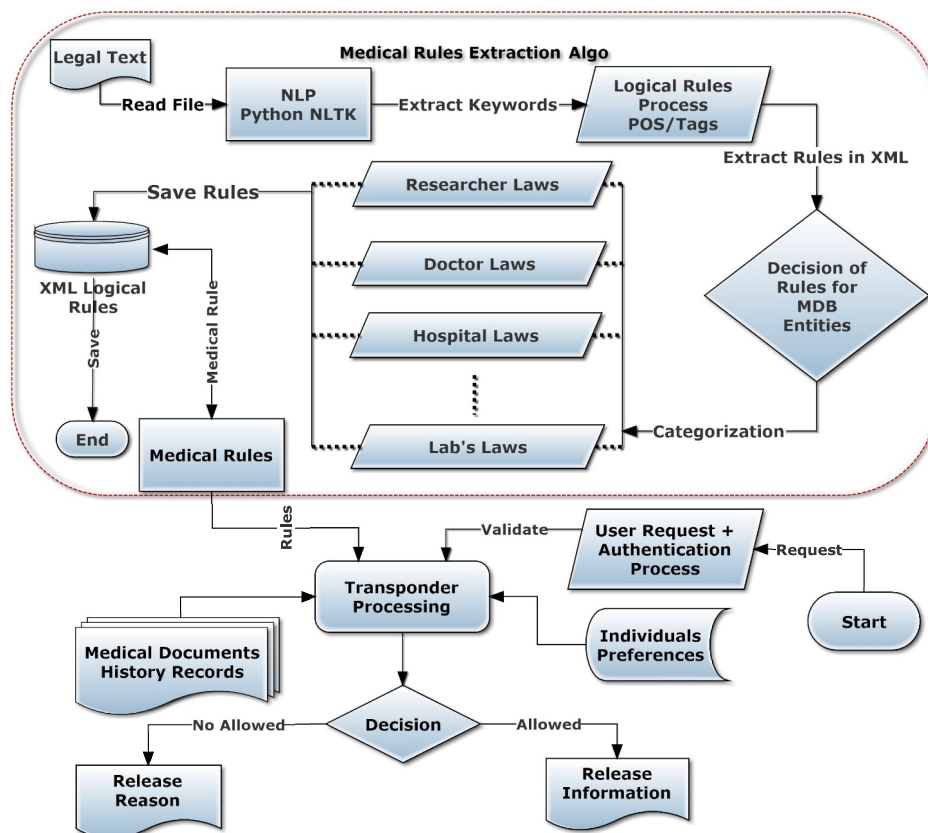 Medical Rules Extraction Algo
Legal Text
Read File
NLP
Python NLTK
Extract Keywords
Logical Rules
Process
POS/Tags
Extract Rules in XML
Researcher Laws
Save Rules
Doctor Laws
Decision of
Rules for
MDB
Entities
XML Logical
Rules
Hospital Laws
Medical Rule
Save
End
Categorization
Lab's Laws
Medical Rules
Rules
Validate
User Request +
Authentication
Process
Request
Transponder
Processing
Start
Individuals
Preferences
Medical Documents
History Records
Decision
No Allowed
Allowed
Release
Reason
Release
Information